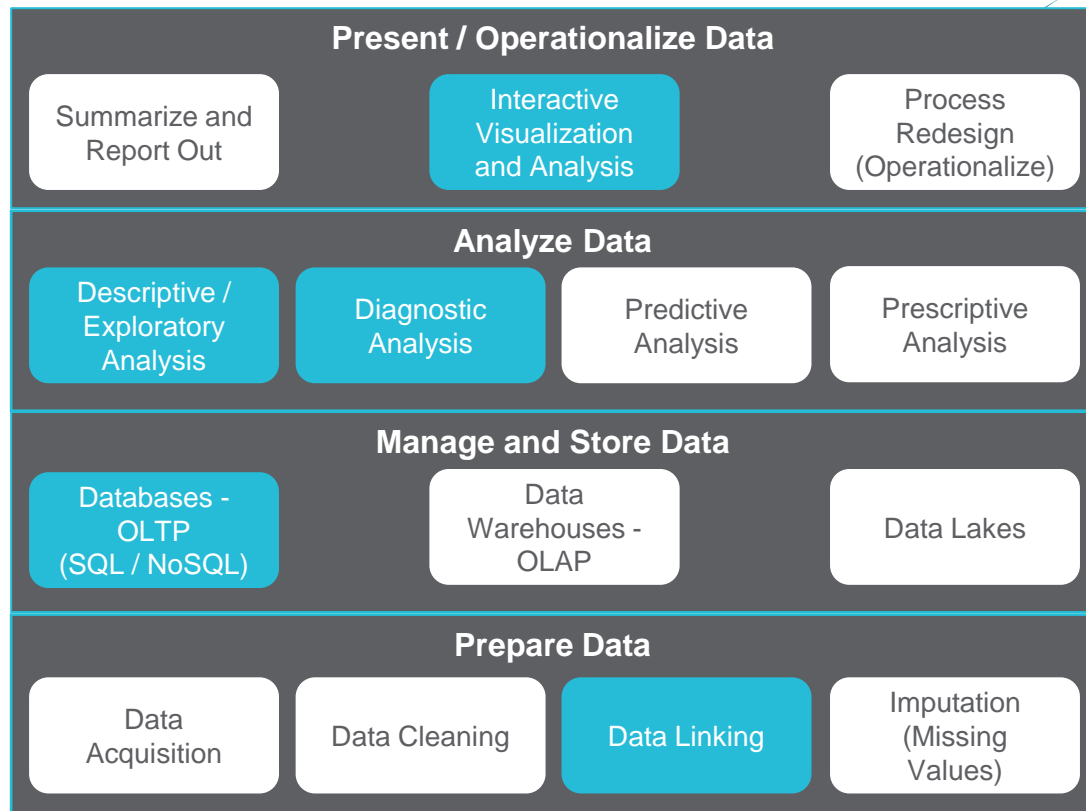 Present / Operationalize Data
Summarize and
Report Out
Interactive
Visualization
and Analysis
Process
Redesign
(Operationalize)
Analyze Data
Descriptive /
Exploratory
Analysis
Diagnostic
Analysis
Predictive
Analysis
Prescriptive
Analysis
Manage and Store Data
Databases -
OLTP
(SQL / NoSQL)
Data
Warehouses -
OLAP
Data Lakes
Prepare Data
Data
Acquisition
Data Cleaning
Data Linking
Imputation
(Missing
Values)